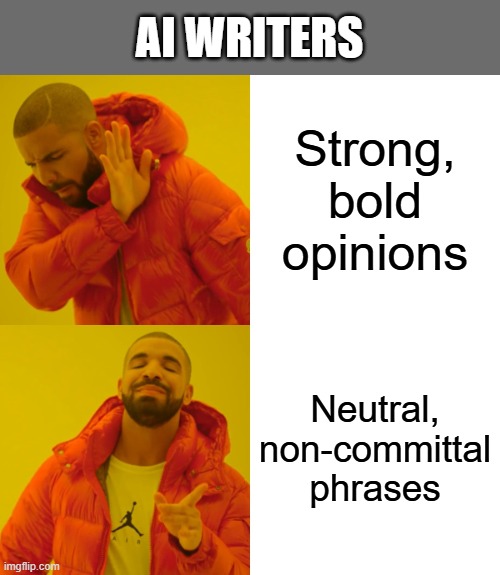 AI WRITERS
Strong,
bold
opinions
Neutral,
non-committal
phrases
imgflip.com